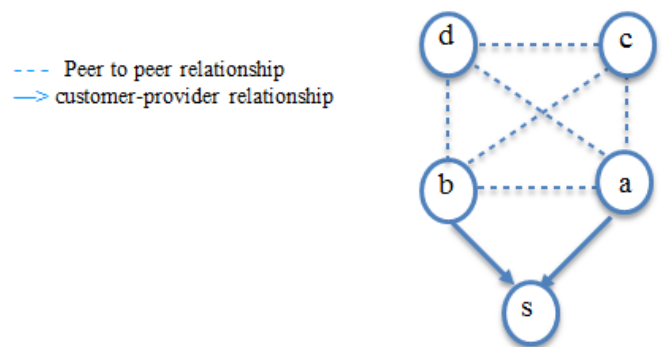 d c
Peer to peer relationship
customer-provider relationship
b a
s